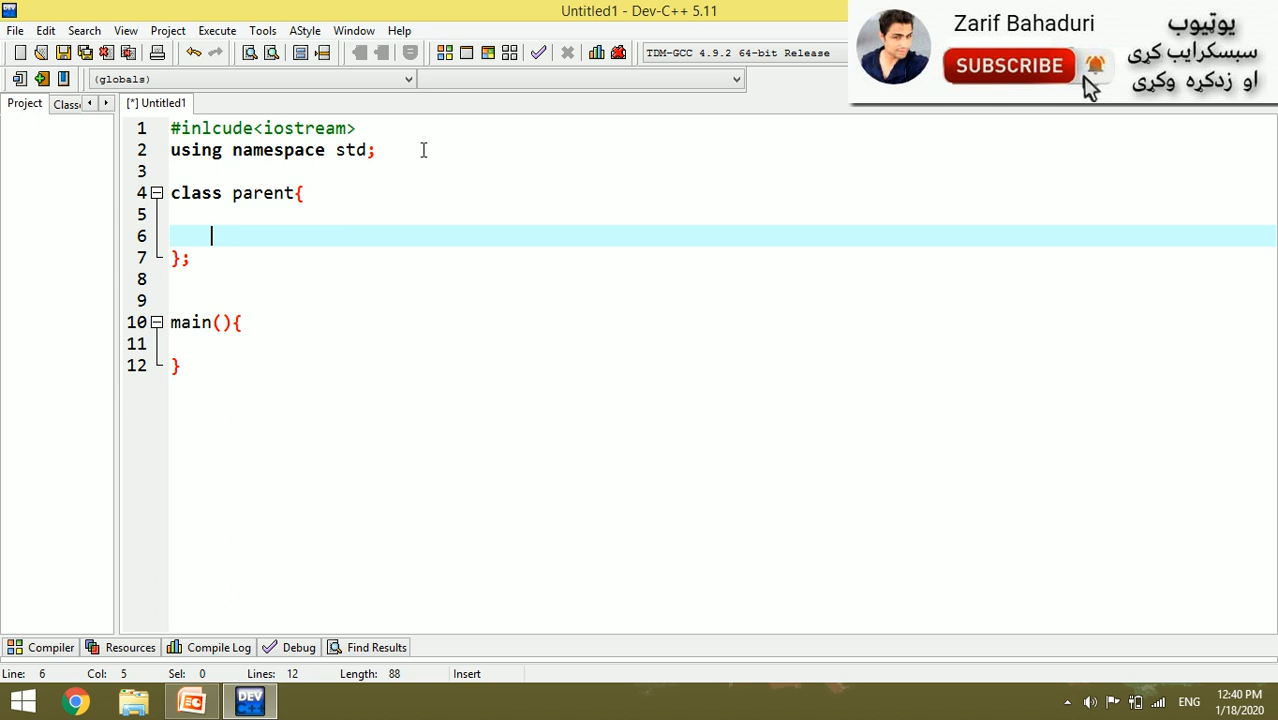 Untitled1 - Dev-C++ 5.11
File Edit Search View Project Execute Tools AStyle Window Help
TDM-GCC 4.9.2 64-bit Release
(globals)
Project Classe [*] Untitled1
1 #inlcude<iostream>
2 using namespace std;
3
4 class parent{
5
6
7 };
8
9
10 main(){
11
12 }
Zarif Bahaduri
SUBSCRIBE
یوټیوب
سبسکرایب کړی
او زدکړه وکړی
Compiler Resources Compile Log Debug Find Results
Line: 6 Col: 5 Sel: 0 Lines: 12 Length: 88 Insert
DEV
C++
ENG
12:40 PM
1/18/2020